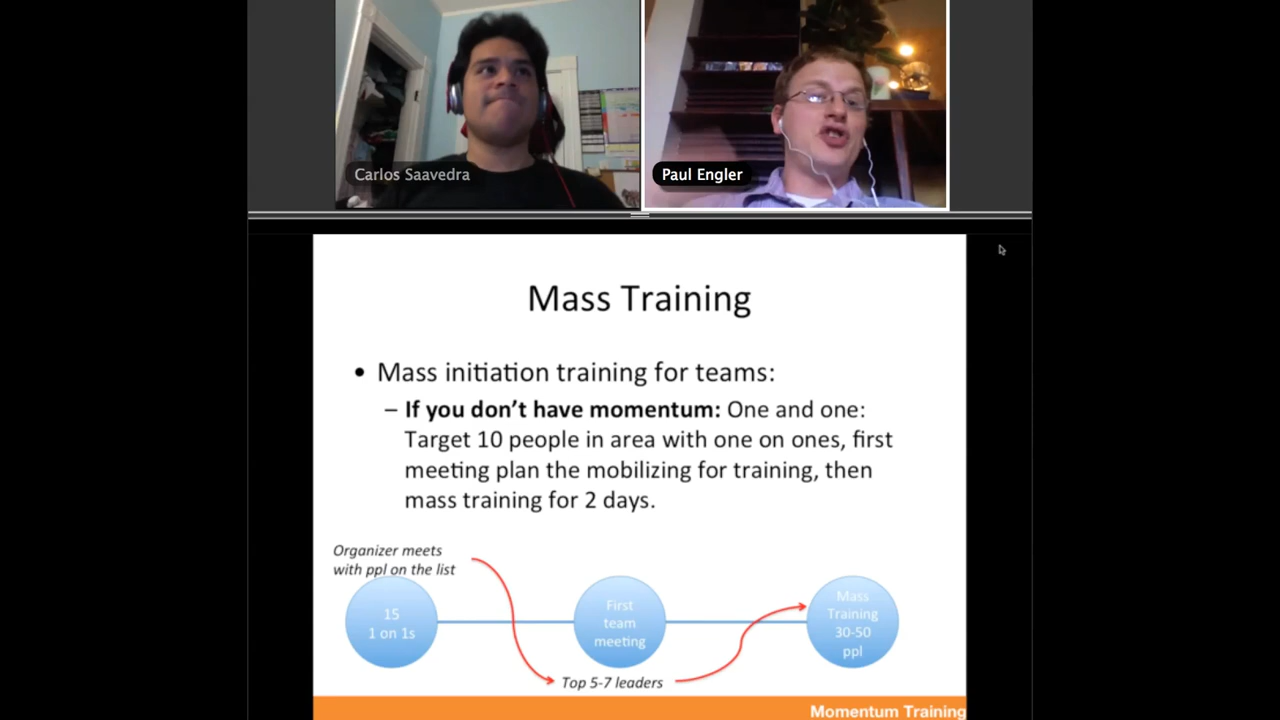 Carlos Saavedra
Paul Engler
Mass Training
• Mass initiation training for teams:
– If you don’t have momentum: One and one:
Target 10 people in area with one on ones, first
meeting plan the mobilizing for training, then
mass training for 2 days.
Organizer meets
with ppl on the list
15
1 on 1s
First
team
meeting
Mass
Training
30-50
ppl
Top 5-7 leaders
Momentum Training